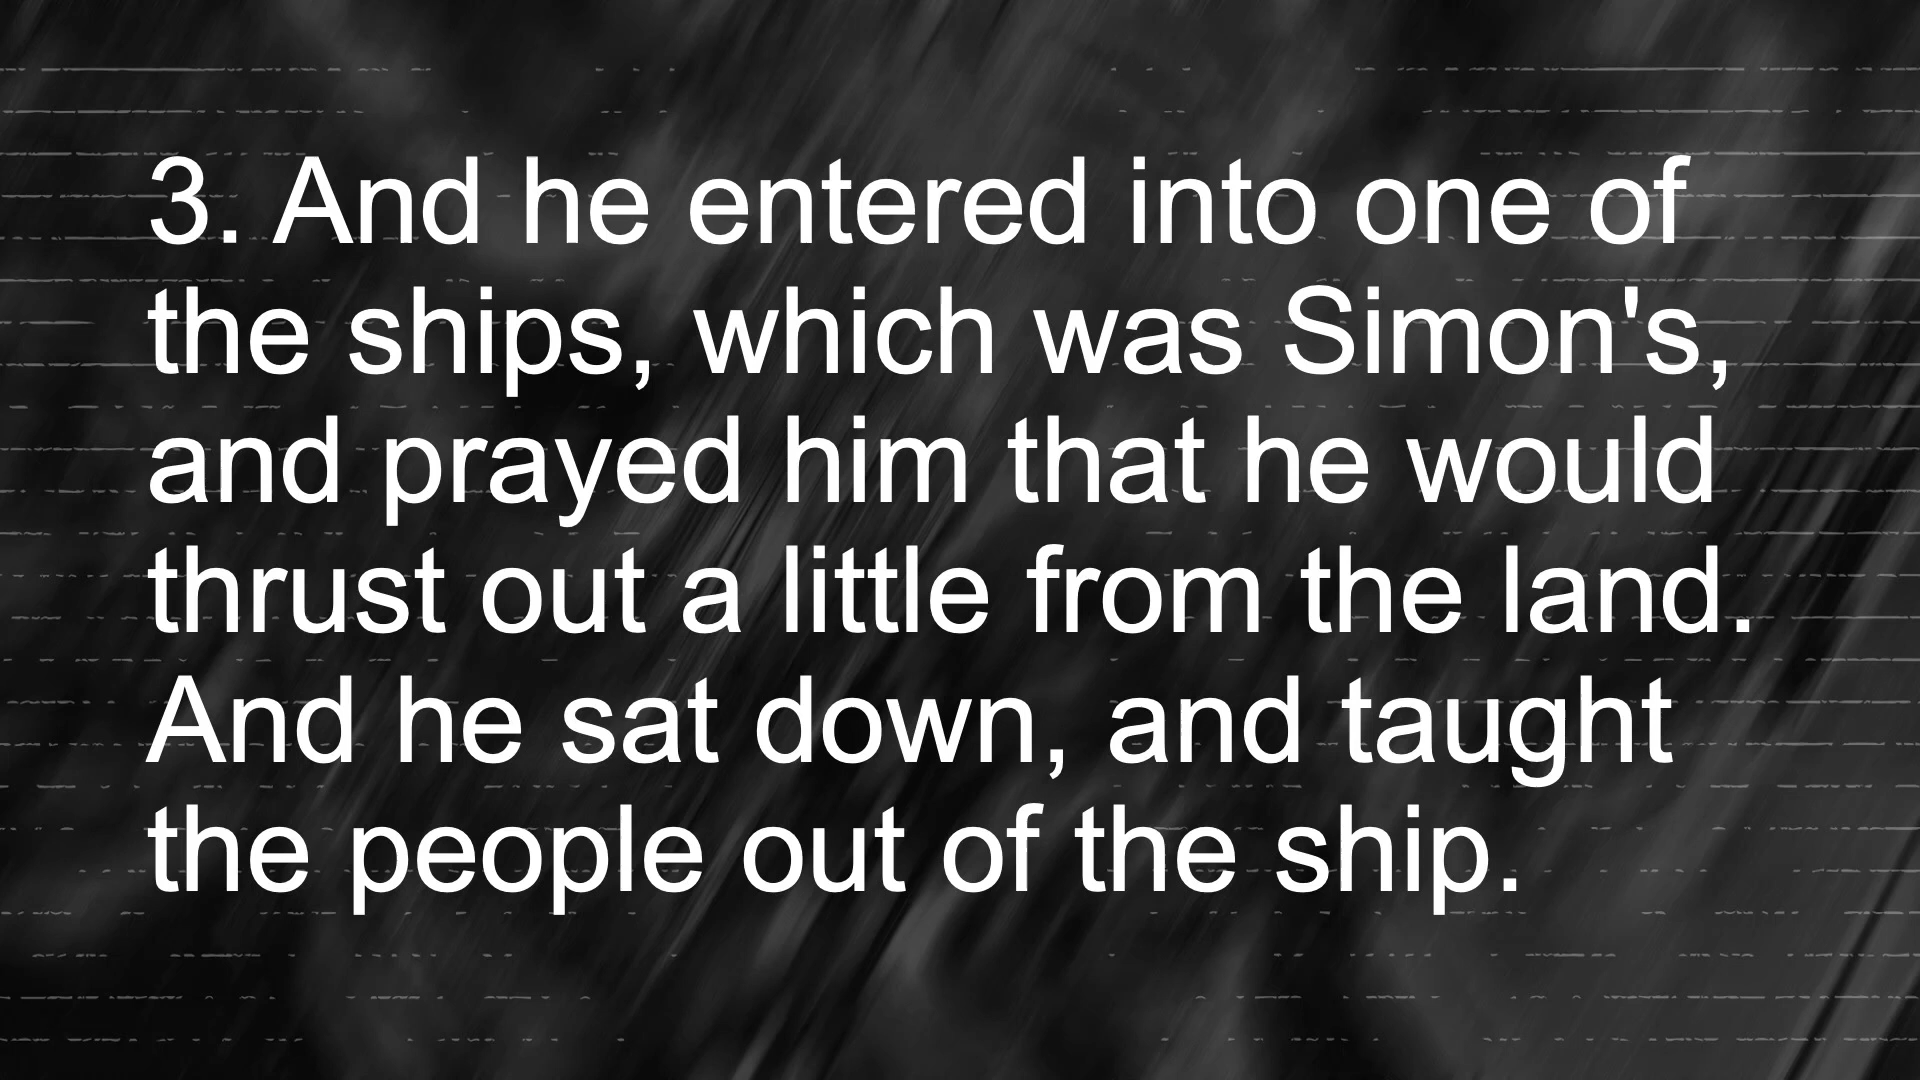 3. And he entered into one of
the ships, which was Simon's,
and prayed him that he would
thrust out a little from the land.
And he sat down, and taught
the people out of the ship.